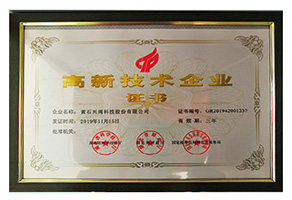 高新技术企业
证书
企业名称：黄石兴闽科技股份有限公司
证书编号：GR201942001237
发证时间：2019年11月15日
有效期：三年
批准机关：